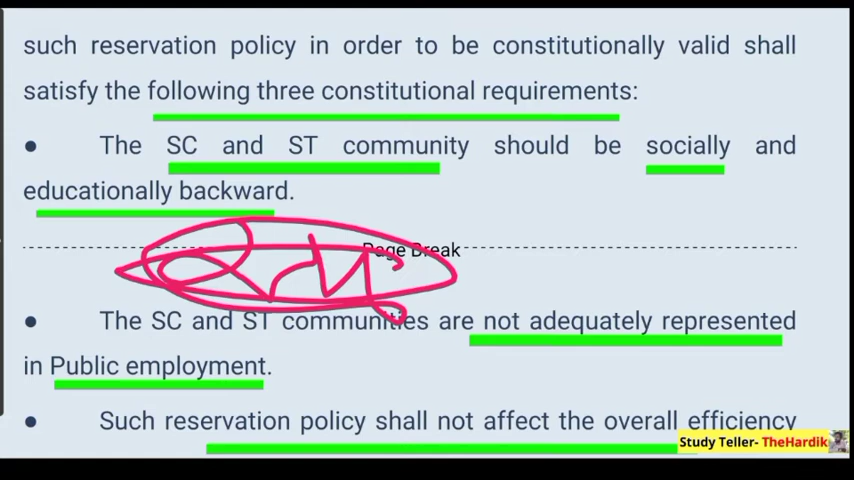 such reservation policy in order to be constitutionally valid shall
satisfy the following three constitutional requirements:
● The SC and ST community should be socially and
educationally backward.
Page Break
● The SC and ST communities are not adequately represented
in Public employment.
● Such reservation policy shall not affect the overall efficiency
Study Teller- TheHardik